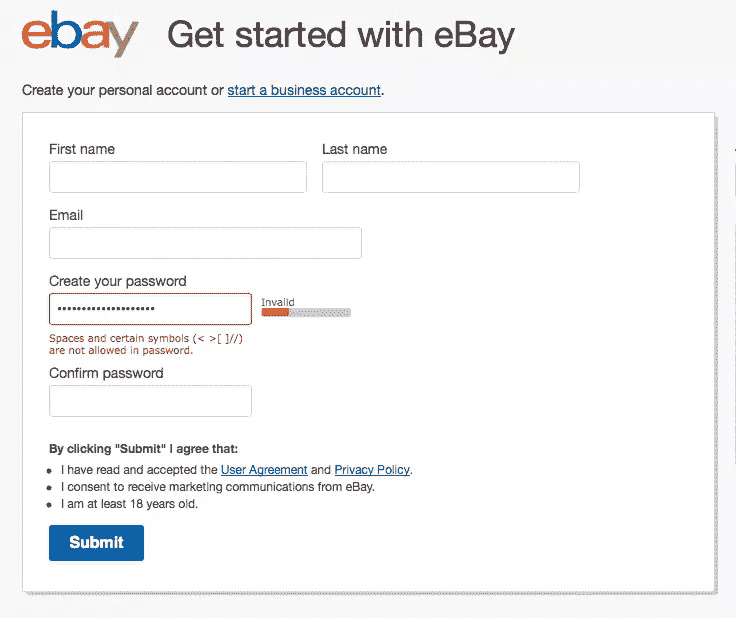 ebay Get started with eBay
Create your personal account or start a business account.
First name Last name
Email
Create your password
•••••••••••••••••••• Invalid
Spaces and certain symbols (< >[ ]//)
are not allowed in password.
Confirm password
By clicking "Submit" I agree that:
• I have read and accepted the User Agreement and Privacy Policy.
• I consent to receive marketing communications from eBay.
• I am at least 18 years old.
Submit